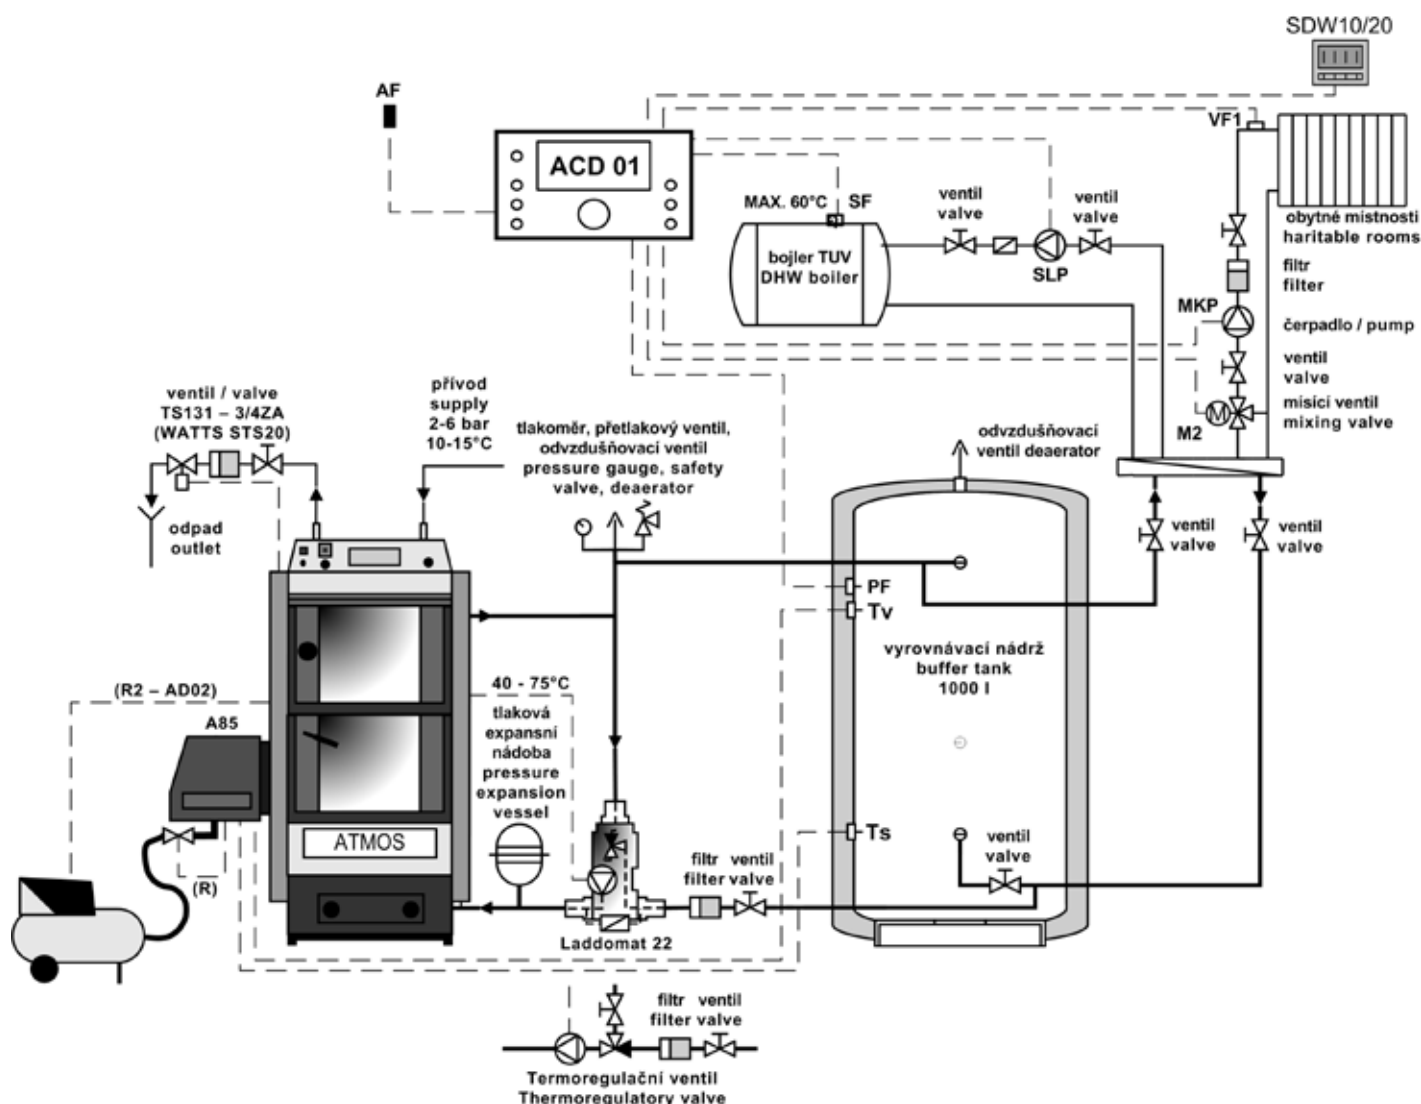 SDW10/20
AF
VF1
ACD 01
MAX. 60°C
SF
ventil
valve
ventil
valve
obytné místnosti
haritable rooms
bojler TUV
DHW boiler
SLP
filtr
filter
MKP
čerpadlo / pump
ventil
valve
M
M2
mísící ventil
mixing valve
ventil / valve
TS131 – 3/4ZA
(WATTS STS20)
přívod
supply
2-6 bar
10-15°C
tlakoměr, přetlakový ventil,
odvzdušňovací ventil
pressure gauge, safety
valve, deaerator
odvzdušňovací
ventil deaerator
odpad
outlet
ventil
valve
ventil
valve
PF
Tv
vyrovnávací nádrž
buffer tank
1000 l
(R2 – AD02)
A85
40 - 75°C
tlaková
expansní
nádoba
pressure
expansion
vessel
Ts
ATMOS
(R)
ventil
valve
filtr ventil
filter valve
Laddomat 22
filtr ventil
filter valve
Termoregulační ventil
Thermoregulatory valve